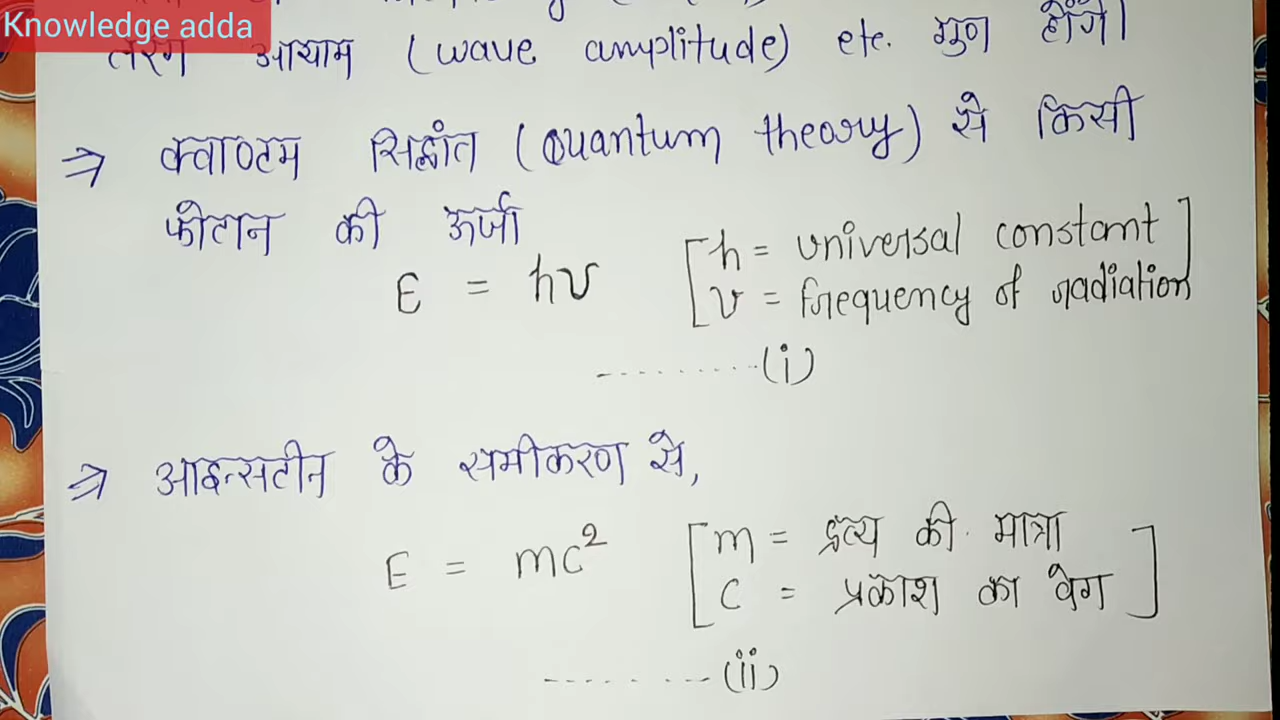 Knowledge adda
तरंग आयाम (wave amplitude) etc. गुण होंगे।
⇒ क्वाण्टम सिद्धांत (Quantum theory) से किसी
फोटान की ऊर्जा
E = hν [h = universal constant
ν = frequency of radiation]
.........(i)
⇒ आइन्सटीन के समीकरण से,
E = mc² [m = द्रव्य की मात्रा
c = प्रकाश का वेग]
.........(ii)